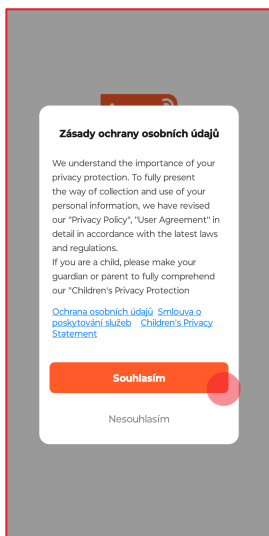 Zásady ochrany osobních údajů
We understand the importance of your
privacy protection. To fully present
the way of collection and use of your
personal information, we have revised
our "Privacy Policy", "User Agreement" in
detail in accordance with the latest laws
and regulations.
If you are a child, please make your
guardian or parent to fully comprehend
our "Children's Privacy Protection
Ochrana osobních údajů Smlouva o
poskytování služeb Children's Privacy
Statement
Souhlasím
Nesouhlasím